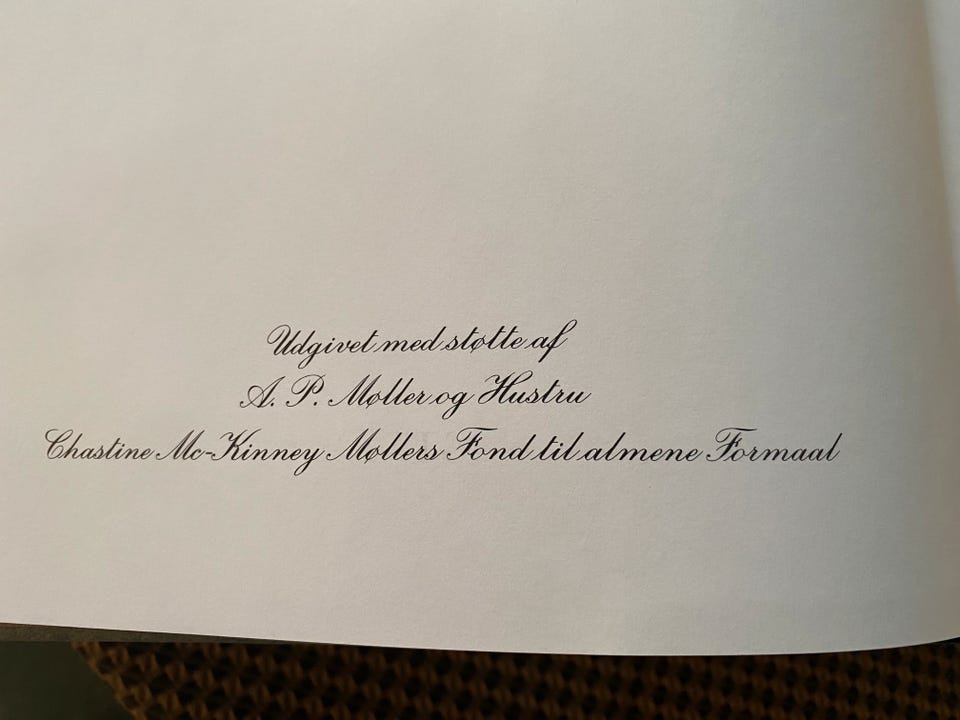 Udgivet med støtte af
A. P. Møller og Hustru
Chastine Mc-Kinney Møllers Fond til almene Formaal